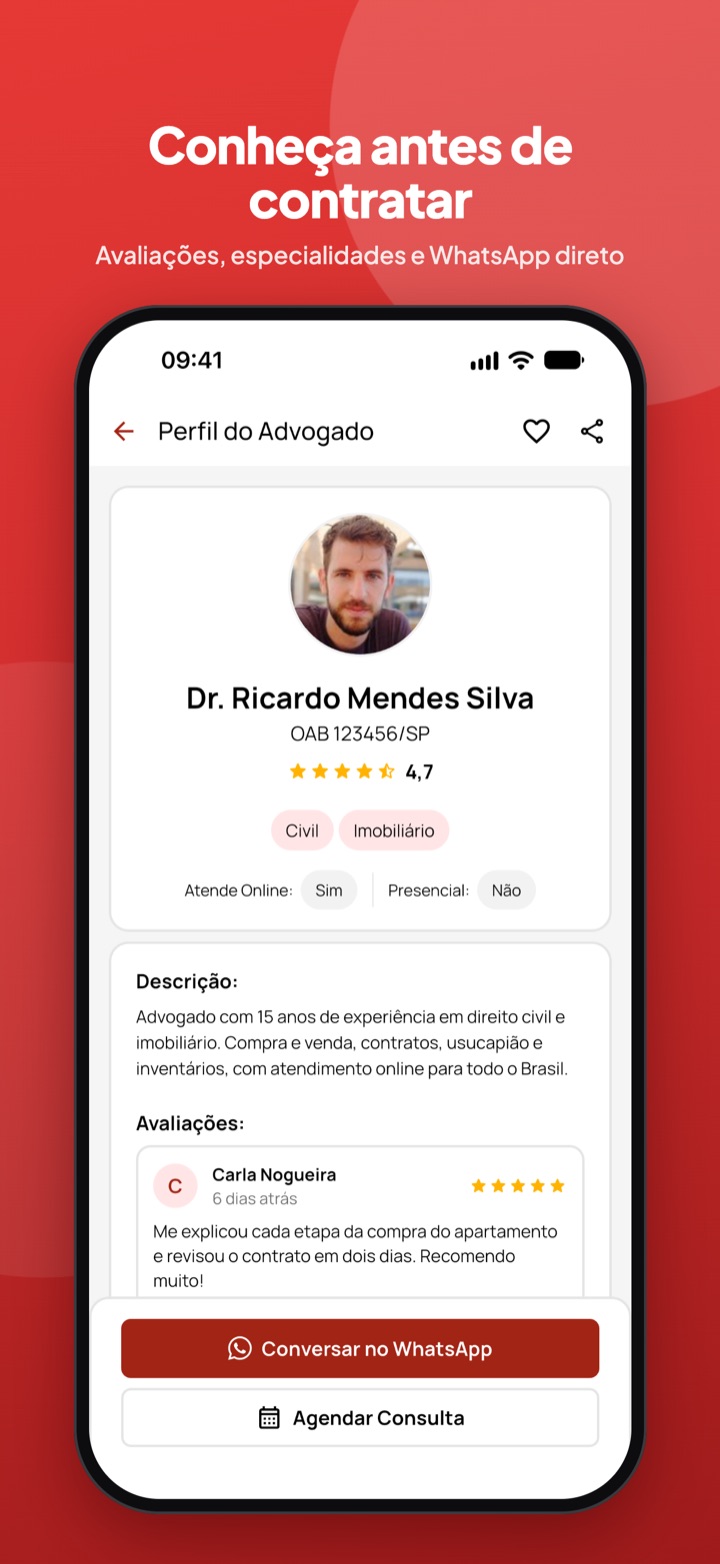 Conheça antes de
contratar
Avaliações, especialidades e WhatsApp direto
09:41
Perfil do Advogado
Dr. Ricardo Mendes Silva
OAB 123456/SP
4,7
Civil
Imobiliário
Atende Online: Sim
Presencial: Não
Descrição:
Advogado com 15 anos de experiência em direito civil e
imobiliário. Compra e venda, contratos, usucapião e
inventários, com atendimento online para todo o Brasil.
Avaliações:
C
Carla Nogueira
6 dias atrás
Me explicou cada etapa da compra do apartamento
e revisou o contrato em dois dias. Recomendo
muito!
Conversar no WhatsApp
Agendar Consulta